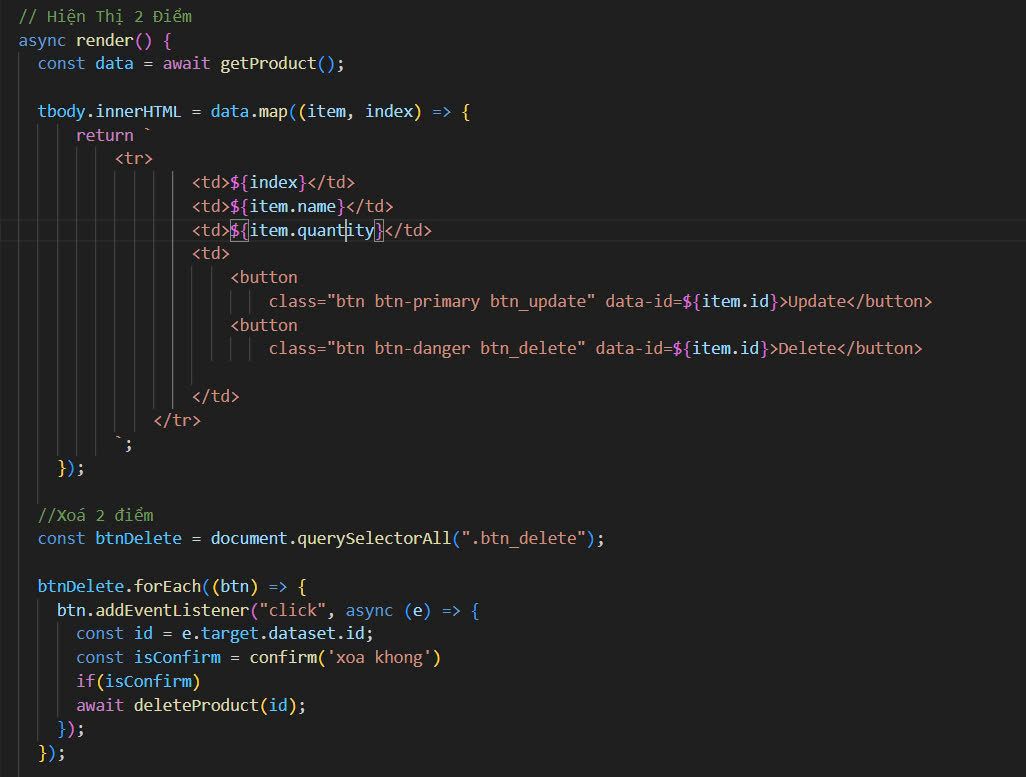 // Hiện Thị 2 Điểm
async render() {
const data = await getProduct();
tbody.innerHTML = data.map((item, index) => {
return `
<tr>
<td>${index}</td>
<td>${item.name}</td>
<td>${item.quantity}</td>
<td>
<button
class="btn btn-primary btn_update" data-id=${item.id}>Update</button>
<button
class="btn btn-danger btn_delete" data-id=${item.id}>Delete</button>
</td>
</tr>
`;
});
//Xoá 2 điểm
const btnDelete = document.querySelectorAll(".btn_delete");
btnDelete.forEach((btn) => {
btn.addEventListener("click", async (e) => {
const id = e.target.dataset.id;
const isConfirm = confirm('xoa khong')
if(isConfirm)
await deleteProduct(id);
});
});